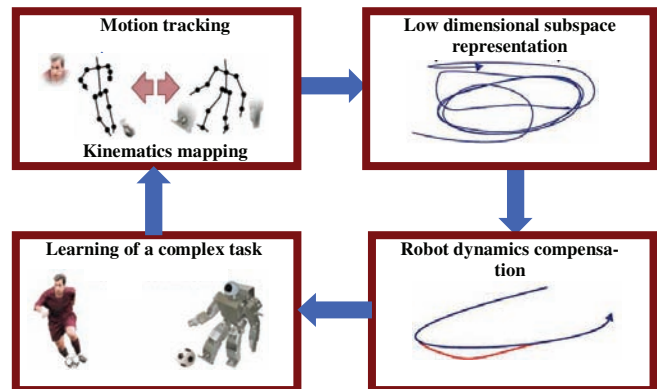 Motion tracking
Kinematics mapping
Low dimensional subspace
representation
Learning of a complex task
Robot dynamics compensa-
tion